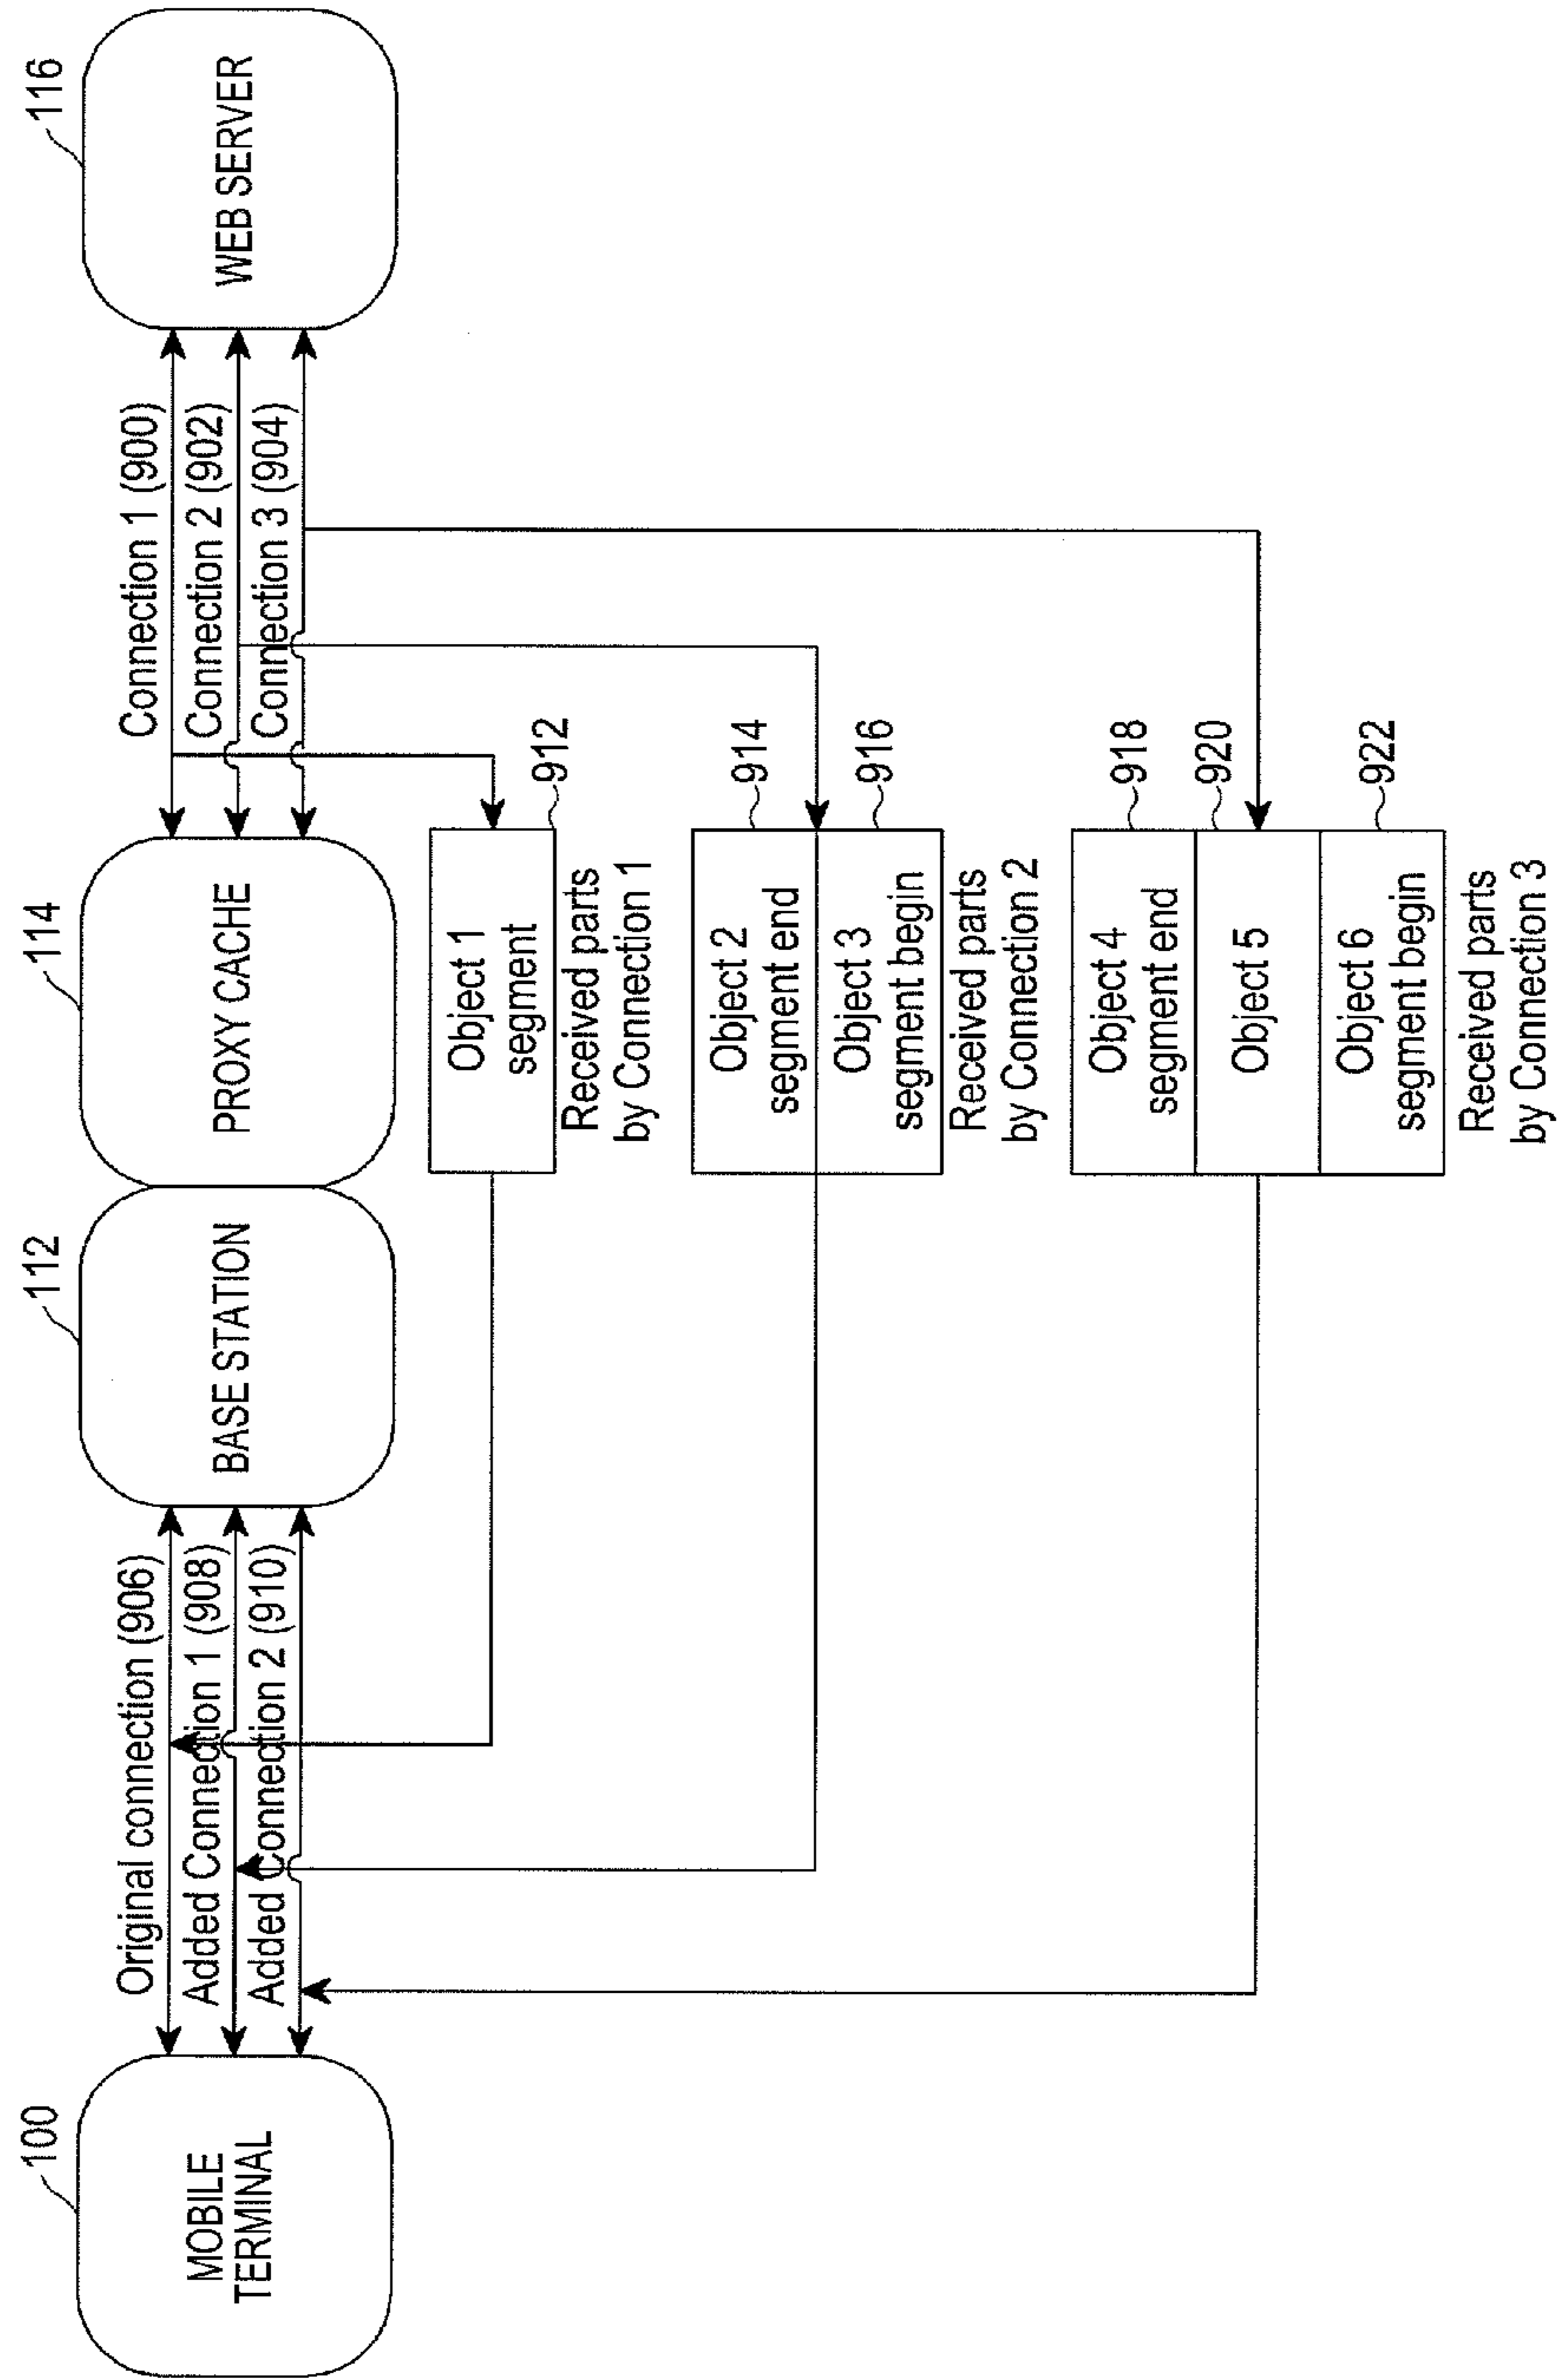 100
MOBILE
TERMINAL
Original connection (906)
Added Connection 1 (908)
Added Connection 2 (910)
112
BASE STATION
114
PROXY CACHE
Connection 1 (900)
Connection 2 (902)
Connection 3 (904)
116
WEB SERVER
Object 1
segment
912
Received parts
by Connection 1
Object 2
segment end
914
Object 3
segment begin
916
Received parts
by Connection 2
Object 4
segment end
918
Object 5
920
Object 6
segment begin
922
Received parts
by Connection 3